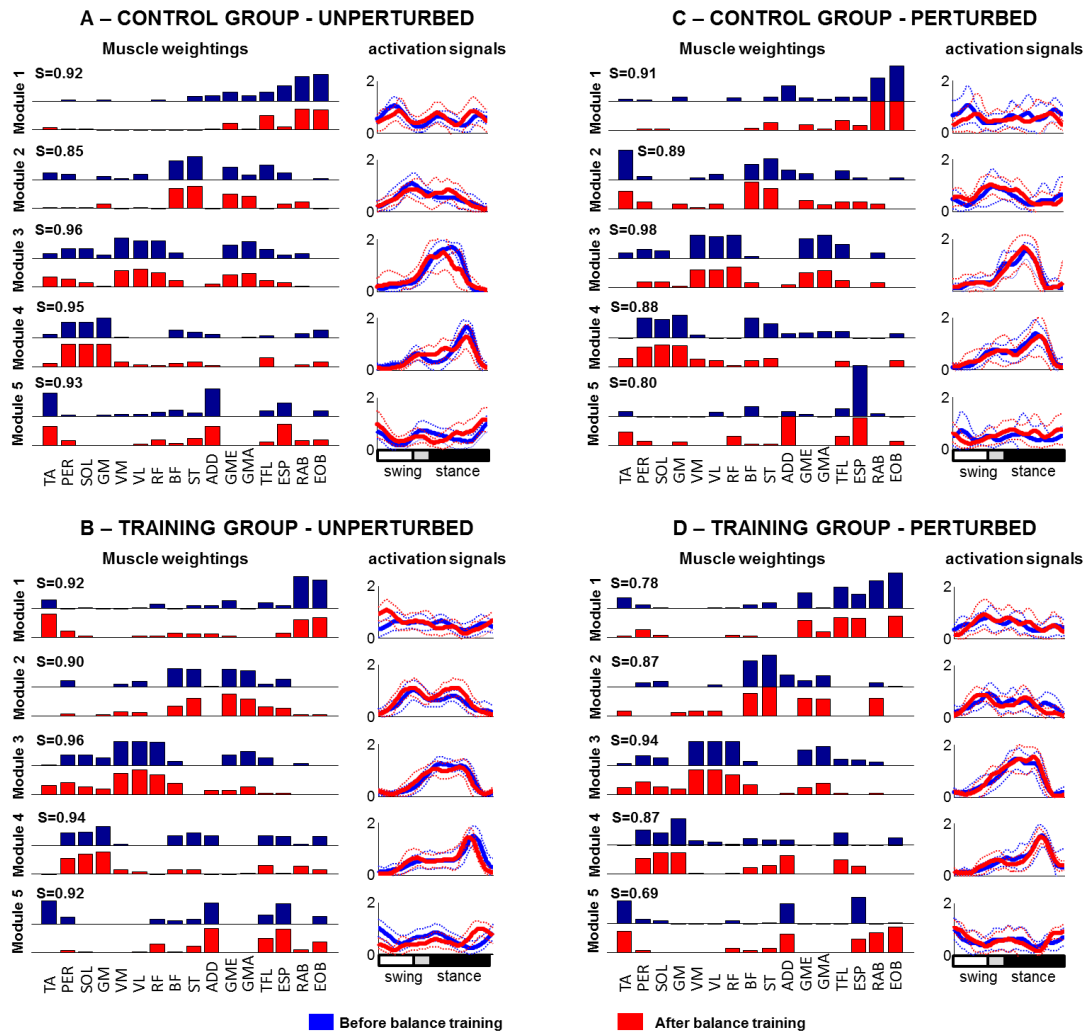 A – CONTROL GROUP - UNPERTURBED
Muscle weightings
activation signals
Module 1
S=0.92
2
0
Module 2
S=0.85
2
0
Module 3
S=0.96
2
0
Module 4
S=0.95
2
0
Module 5
S=0.93
2
0
TA PER SOL GM VM VL RF BF ST ADD GME GMA TFL ESP RAB EOB
swing stance
C – CONTROL GROUP - PERTURBED
Muscle weightings
activation signals
Module 1
S=0.91
2
0
Module 2
S=0.89
2
0
Module 3
S=0.98
2
0
Module 4
S=0.88
2
0
Module 5
S=0.80
2
0
TA PER SOL GM VM VL RF BF ST ADD GME GMA TFL ESP RAB EOB
swing stance
B – TRAINING GROUP - UNPERTURBED
Muscle weightings
activation signals
Module 1
S=0.92
2
0
Module 2
S=0.90
2
0
Module 3
S=0.96
2
0
Module 4
S=0.94
2
0
Module 5
S=0.92
2
0
TA PER SOL GM VM VL RF BF ST ADD GME GMA TFL ESP RAB EOB
swing stance
D – TRAINING GROUP - PERTURBED
Muscle weightings
activation signals
Module 1
S=0.78
2
0
Module 2
S=0.87
2
0
Module 3
S=0.94
2
0
Module 4
S=0.87
2
0
Module 5
S=0.69
2
0
TA PER SOL GM VM VL RF BF ST ADD GME GMA TFL ESP RAB EOB
swing stance
Before balance training
After balance training